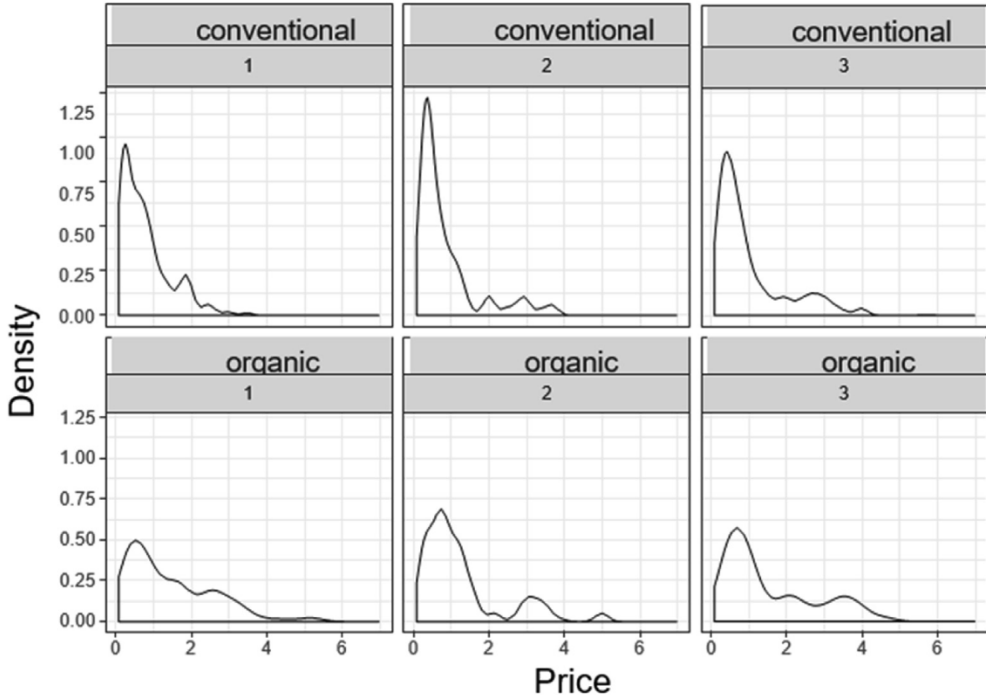 conventional conventional conventional
1 2 3
1.25
1.00
0.75
0.50
0.25
0.00
Density
organic organic organic
1 2 3
1.25
1.00
0.75
0.50
0.25
0.00
0 2 4 6 0 2 4 6 0 2 4 6
Price